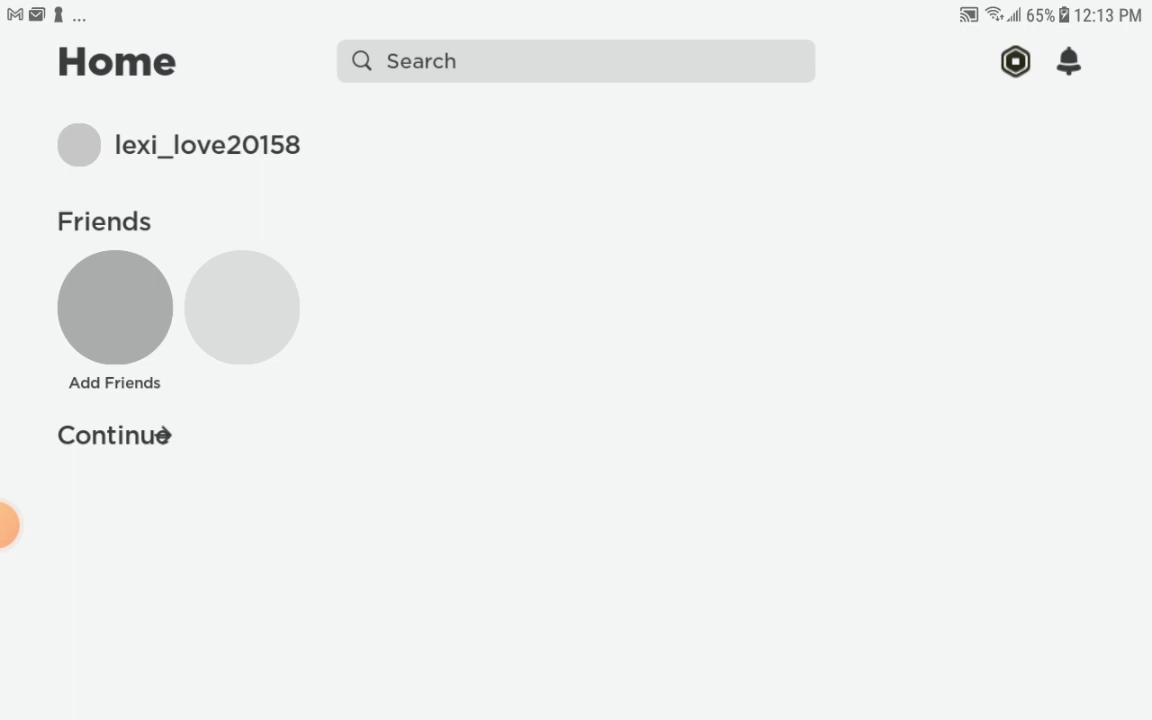 ... 65% 12:13 PM
Home
Search
lexi_love20158
Friends
Add Friends
Continue